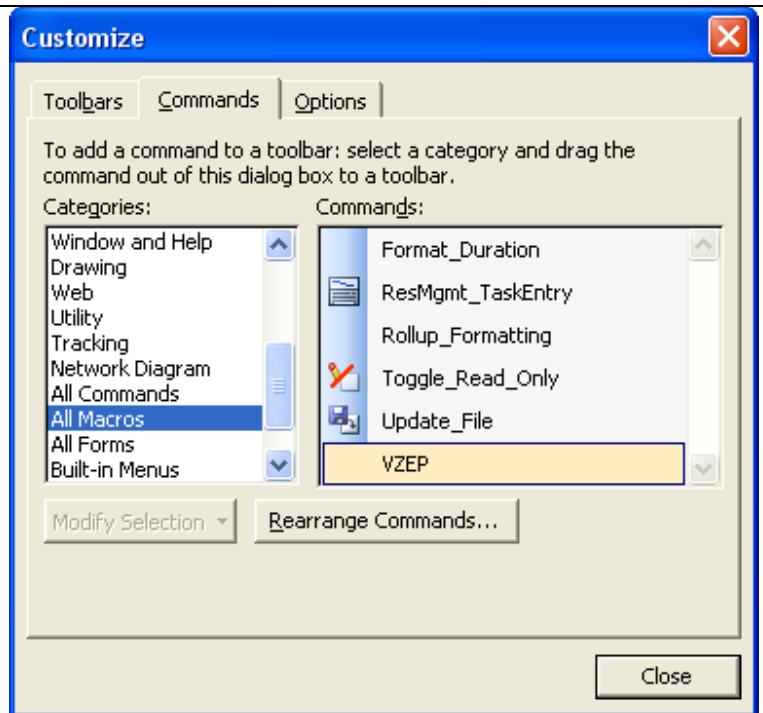 Customize
Toolbars Commands Options
To add a command to a toolbar: select a category and drag the
command out of this dialog box to a toolbar.
Categories:
Window and Help
Drawing
Web
Utility
Tracking
Network Diagram
All Commands
All Macros
All Forms
Built-in Menus
Commands:
Format_Duration
ResMgmt_TaskEntry
Rollup_Formatting
Toggle_Read_Only
Update_File
VZEP
Modify Selection
Rearrange Commands...
Close